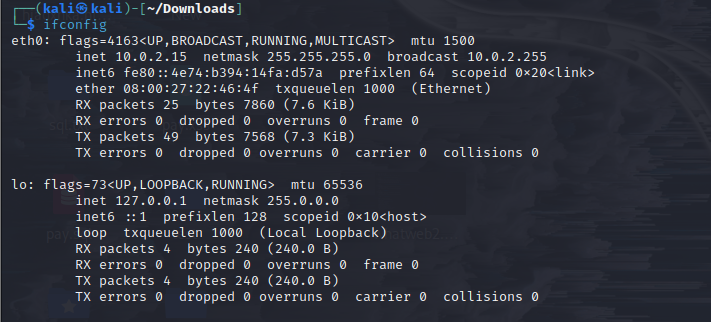 ┌──(kali㉿kali)-[~/Downloads]
└─$ ifconfig
eth0: flags=4163<UP,BROADCAST,RUNNING,MULTICAST>  mtu 1500
        inet 10.0.2.15  netmask 255.255.255.0  broadcast 10.0.2.255
        inet6 fe80::4e74:b394:14fa:d57a  prefixlen 64  scopeid 0×20<link>
        ether 08:00:27:22:46:4f  txqueuelen 1000  (Ethernet)
        RX packets 25  bytes 7860 (7.6 KiB)
        RX errors 0  dropped 0  overruns 0  frame 0
        TX packets 49  bytes 7568 (7.3 KiB)
        TX errors 0  dropped 0 overruns 0  carrier 0  collisions 0

lo: flags=73<UP,LOOPBACK,RUNNING>  mtu 65536
        inet 127.0.0.1  netmask 255.0.0.0
        inet6 ::1  prefixlen 128  scopeid 0×10<host>
        loop  txqueuelen 1000  (Local Loopback)
        RX packets 4  bytes 240 (240.0 B)
        RX errors 0  dropped 0  overruns 0  frame 0
        TX packets 4  bytes 240 (240.0 B)
        TX errors 0  dropped 0 overruns 0  carrier 0  collisions 0